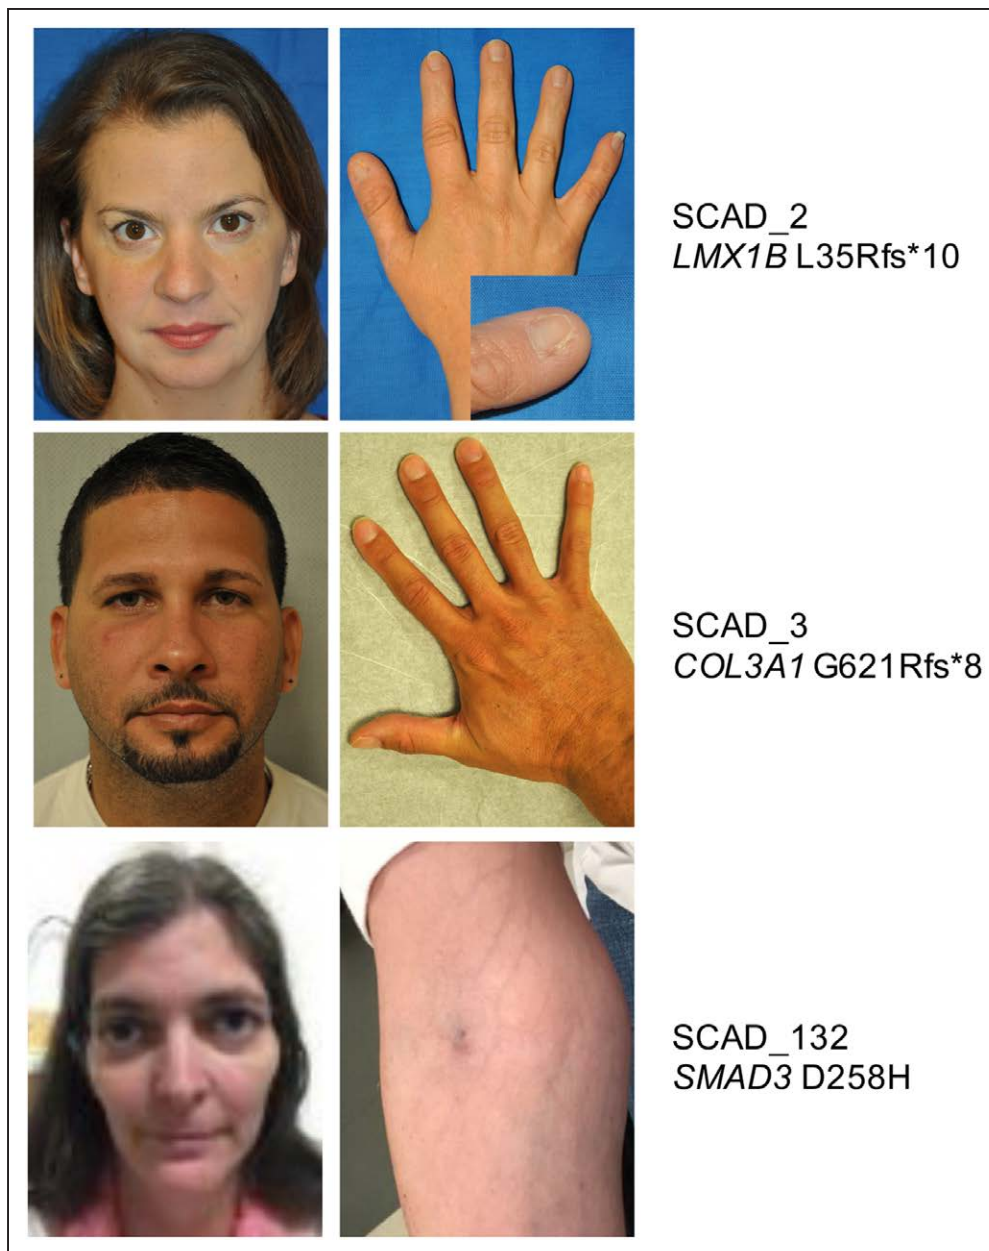 SCAD_2
LMX1B L35Rfs*10
SCAD_3
COL3A1 G621Rfs*8
SCAD_132
SMAD3 D258H